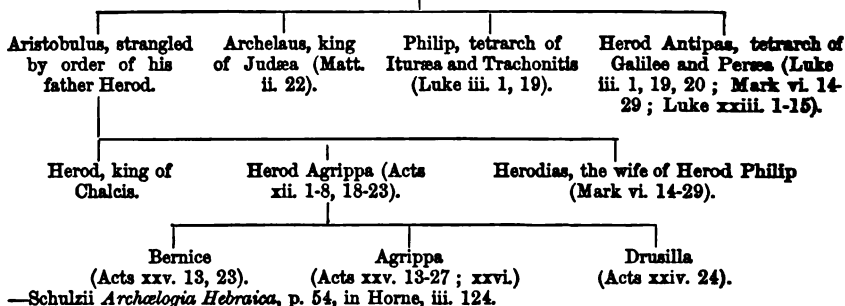 Aristobulus, strangled by order of his father Herod.
Archelaus, king of Judæa (Matt. ii. 22).
Philip, tetrarch of Ituræa and Trachonitis (Luke iii. 1, 19).
Herod Antipas, tetrarch of Galilee and Peræa (Luke iii. 1, 19, 20 ; Mark vi. 14-29 ; Luke xxiii. 1-15).
Herod, king of Chalcis.
Herod Agrippa (Acts xii. 1-8, 18-23).
Herodias, the wife of Herod Philip (Mark vi. 14-29).
Bernice
(Acts xxv. 13, 23).
Agrippa
(Acts xxv. 13-27 ; xxvi.)
Drusilla
(Acts xxiv. 24).
—Schulzii Archælogia Hebraica, p. 54, in Horne, iii. 124.